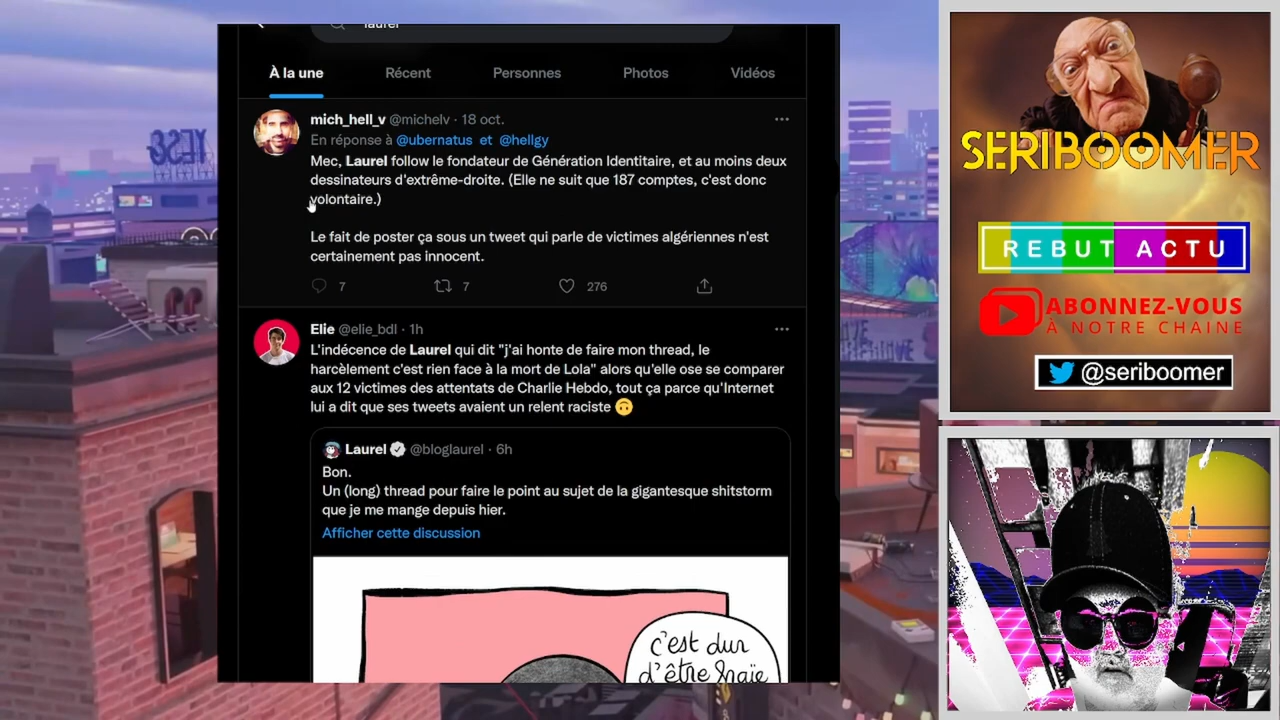 laurel
À la une
Récent
Personnes
Photos
Vidéos
mich_hell_v @michelv · 18 oct.
En réponse à @ubernatus et @hellgy
Mec, Laurel follow le fondateur de Génération Identitaire, et au moins deux
dessinateurs d'extrême-droite. (Elle ne suit que 187 comptes, c'est donc
volontaire.)
Le fait de poster ça sous un tweet qui parle de victimes algériennes n'est
certainement pas innocent.
7
7
276
Elie @elie_bdl · 1h
L'indécence de Laurel qui dit "j'ai honte de faire mon thread, le
harcèlement c'est rien face à la mort de Lola" alors qu'elle ose se comparer
aux 12 victimes des attentats de Charlie Hebdo, tout ça parce qu'Internet
lui a dit que ses tweets avaient un relent raciste 🙃
Laurel @bloglaurel · 6h
Bon.
Un (long) thread pour faire le point au sujet de la gigantesque shitstorm
que je me mange depuis hier.
Afficher cette discussion
c'est dur
d'être haïe
SERIBOOMER
REBUT ACTU
ABONNEZ-VOUS
À NOTRE CHAINE
@seriboomer